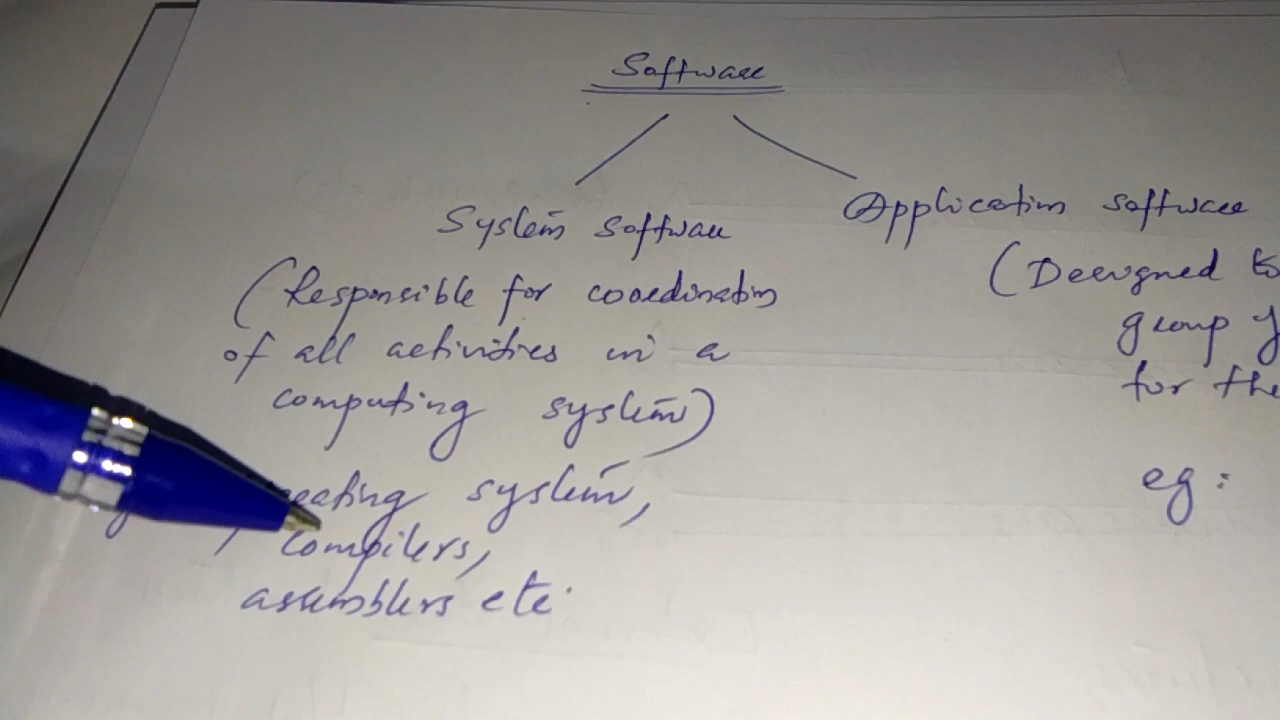 Software
System software
Application software
(Responsible for coordination
of all activities in a
computing system)
(Designed to
group
for the
system,
compilers,
assemblers etc.
eg: